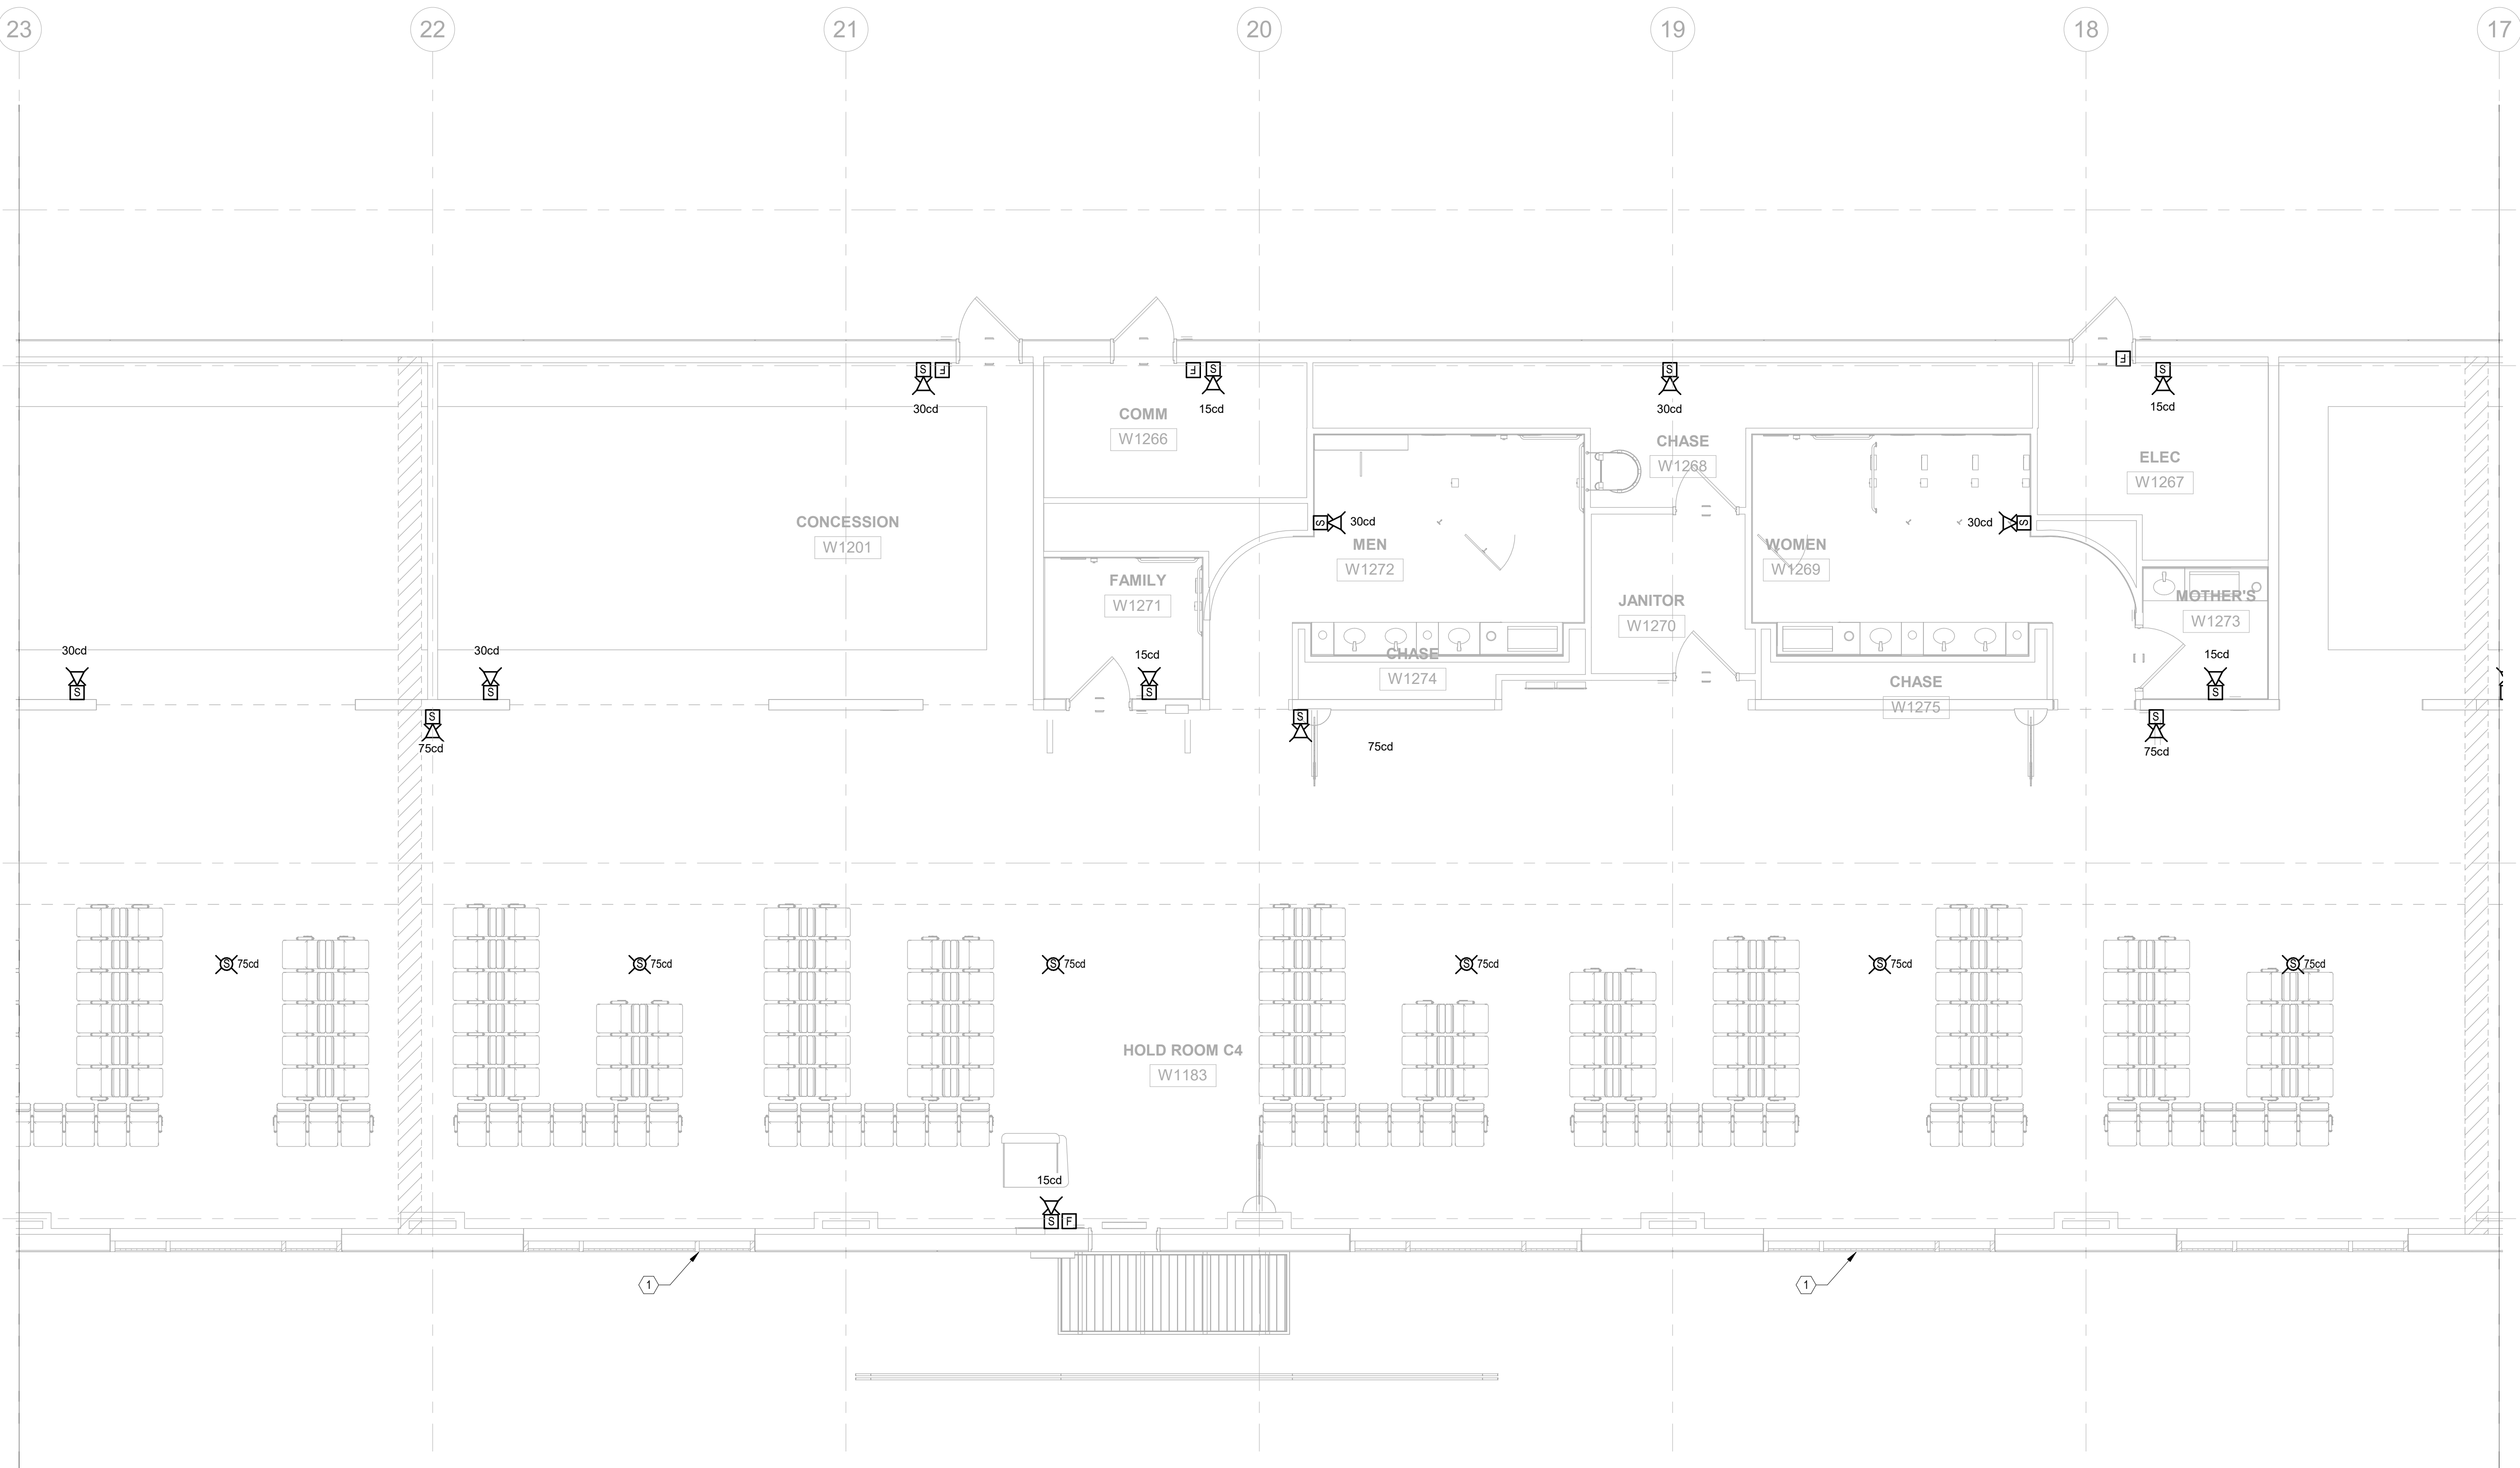 23 22 21 20 19 18 17
S F F S S F S
30cd 15cd 30cd 15cd
COMM
W1266
CHASE
W1268
ELEC
W1267
CONCESSION
W1201
S 30cd 30cd S
MEN
W1272
WOMEN
W1269
FAMILY
W1271
JANITOR
W1270
MOTHER'S
W1273
30cd 30cd 15cd 15cd
CHASE
W1274
CHASE
W1275
S S S S
S S S
75cd 75cd 75cd
S 75cd S 75cd S 75cd S 75cd S 75cd S 75cd
HOLD ROOM C4
W1183
15cd
S F
1 1